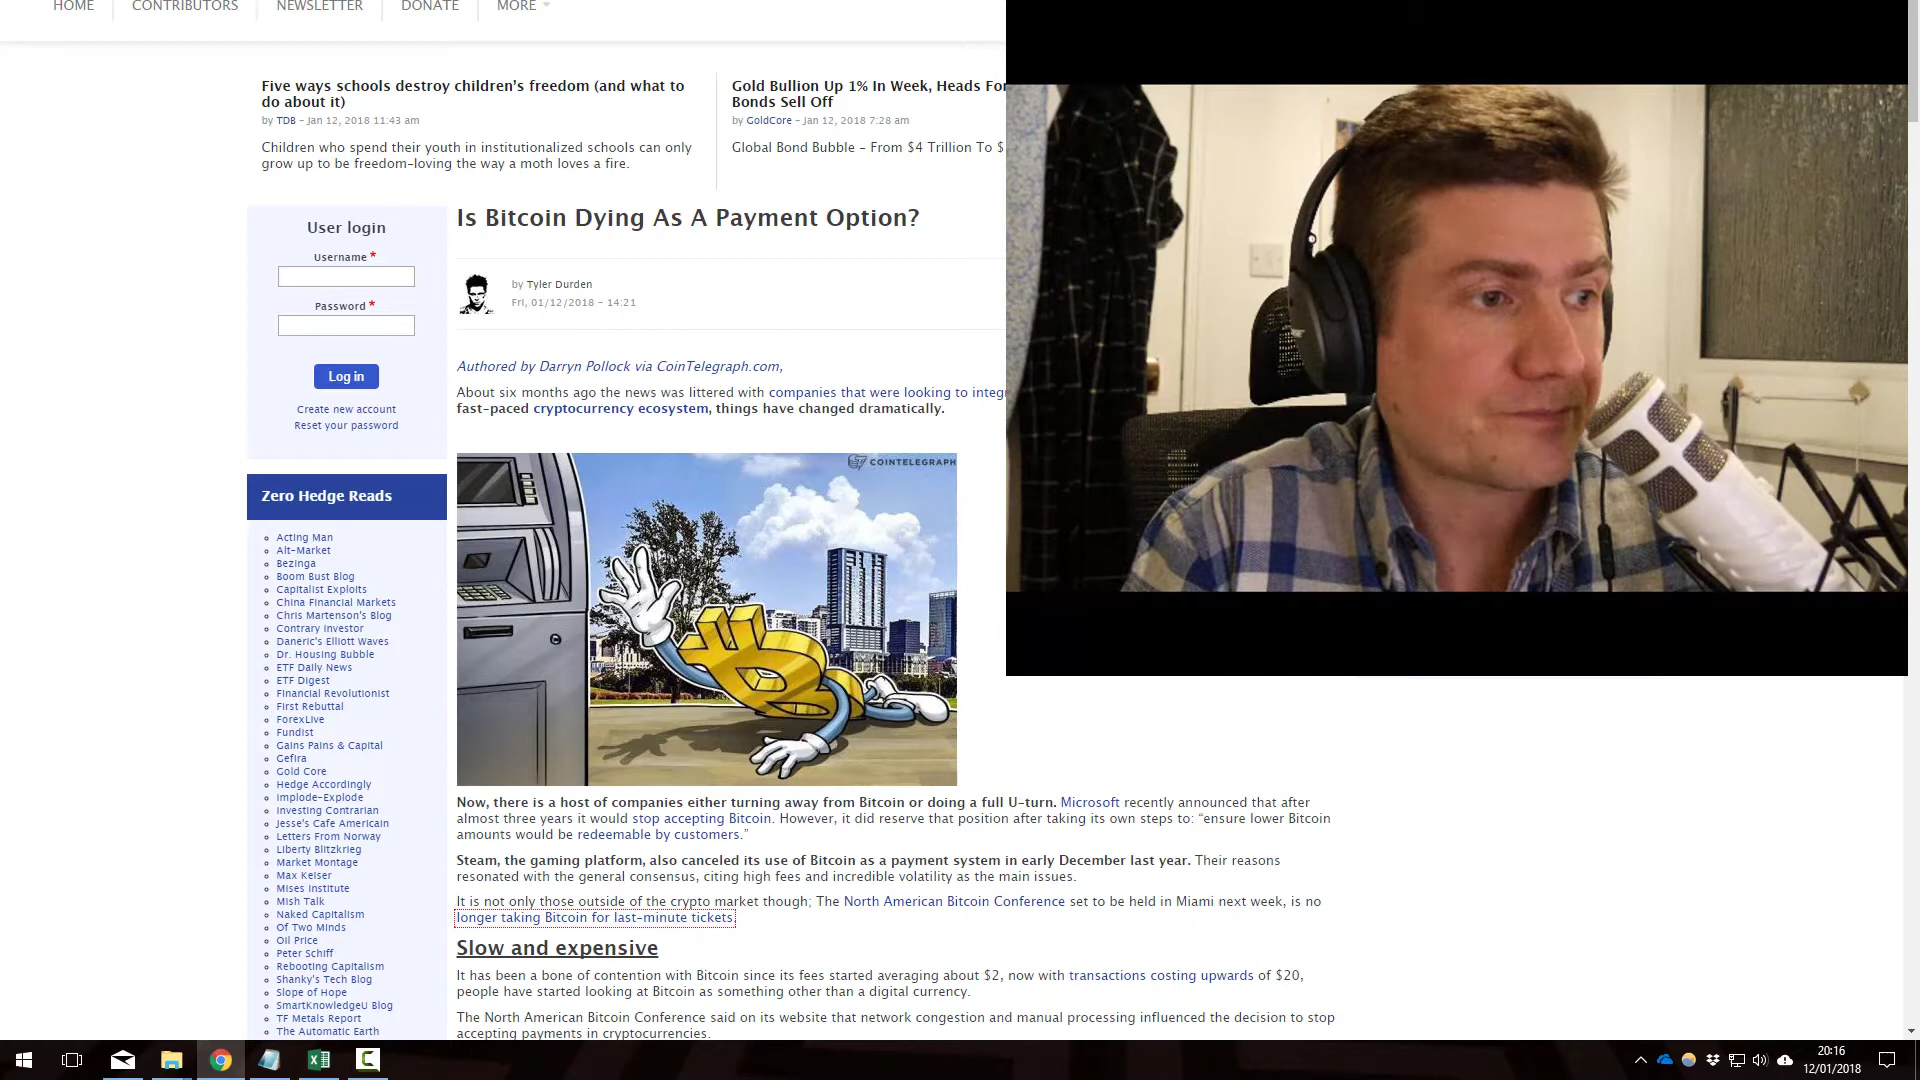 HOME
CONTRIBUTORS
NEWSLETTER
DONATE
MORE
Five ways schools destroy children's freedom (and what to
do about it)
by TDB - Jan 12, 2018 11:43 am
Children who spend their youth in institutionalized schools can only
grow up to be freedom-loving the way a moth loves a fire.
Gold Bullion Up 1% In Week, Heads For
Bonds Sell Off
by GoldCore - Jan 12, 2018 7:28 am
Global Bond Bubble - From $4 Trillion To $
User login
Username *
Password *
Log in
Create new account
Reset your password
Zero Hedge Reads
Acting Man
Alt-Market
Bezinga
Boom Bust Blog
Capitalist Exploits
China Financial Markets
Chris Martenson's Blog
Contrary Investor
Daneric's Elliott Waves
Dr. Housing Bubble
ETF Daily News
ETF Digest
Financial Revolutionist
First Rebuttal
ForexLive
Fundist
Gains Pains & Capital
Gefira
Gold Core
Hedge Accordingly
Implode-Explode
Investing Contrarian
Jesse's Cafe Americain
Letters From Norway
Liberty Blitzkrieg
Market Montage
Max Keiser
Mises Institute
Mish Talk
Naked Capitalism
Of Two Minds
Oil Price
Peter Schiff
Rebooting Capitalism
Shanky's Tech Blog
Slope of Hope
SmartKnowledgeU Blog
TF Metals Report
The Automatic Earth
Is Bitcoin Dying As A Payment Option?
by Tyler Durden
Fri, 01/12/2018 - 14:21
Authored by Darryn Pollock via CoinTelegraph.com,
About six months ago the news was littered with companies that were looking to integ
fast-paced cryptocurrency ecosystem, things have changed dramatically.
COINTELEGRAPH
Now, there is a host of companies either turning away from Bitcoin or doing a full U-turn. Microsoft recently announced that after
almost three years it would stop accepting Bitcoin. However, it did reserve that position after taking its own steps to: “ensure lower Bitcoin
amounts would be redeemable by customers.”
Steam, the gaming platform, also canceled its use of Bitcoin as a payment system in early December last year. Their reasons
resonated with the general consensus, citing high fees and incredible volatility as the main issues.
It is not only those outside of the crypto market though; The North American Bitcoin Conference set to be held in Miami next week, is no
longer taking Bitcoin for last-minute tickets.
Slow and expensive
It has been a bone of contention with Bitcoin since its fees started averaging about $2, now with transactions costing upwards of $20,
people have started looking at Bitcoin as something other than a digital currency.
The North American Bitcoin Conference said on its website that network congestion and manual processing influenced the decision to stop
accepting payments in cryptocurrencies.
20:16
12/01/2018